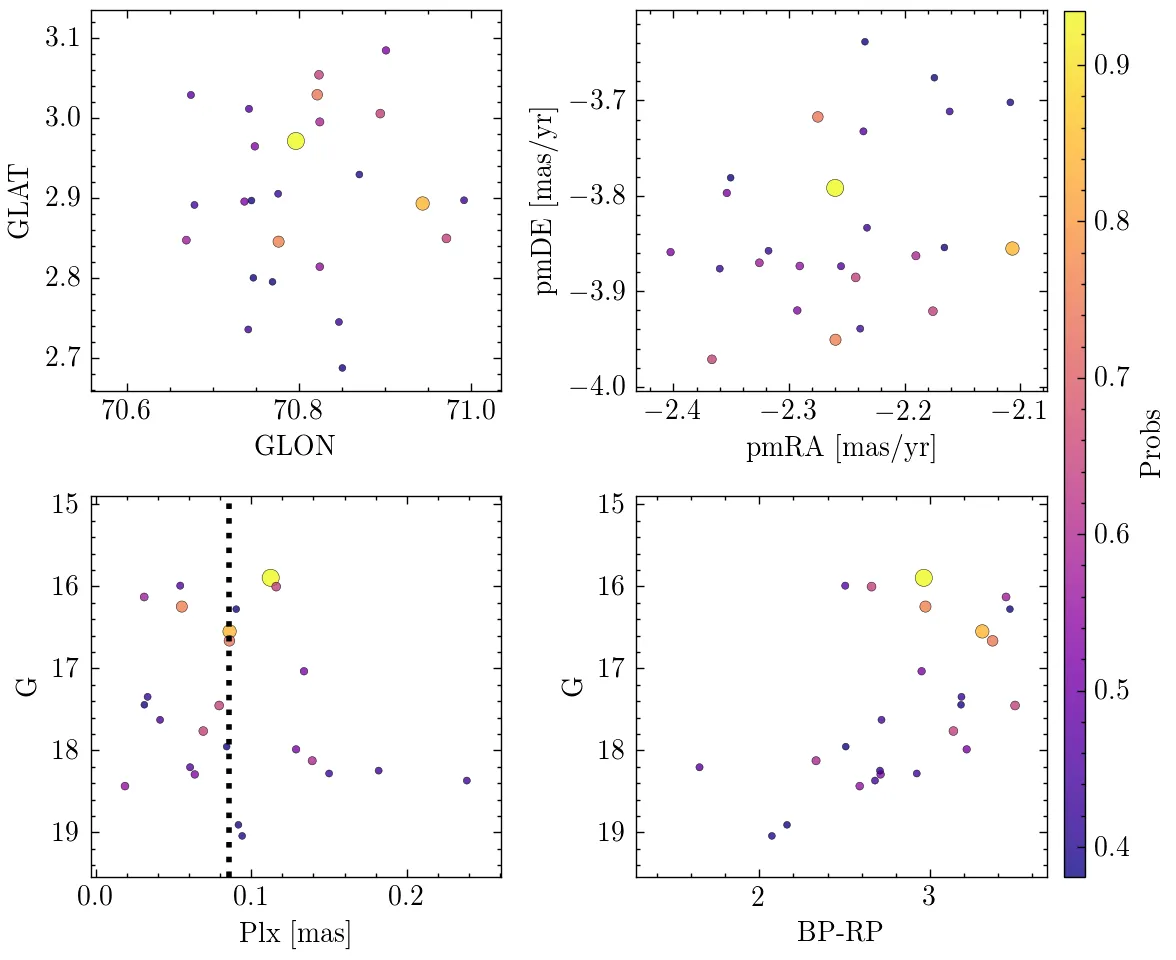 3.1
3.0
2.9
2.8
2.7
GLAT
70.6 70.8 71.0
GLON
−3.7
−3.8
−3.9
−4.0
pmDE [mas/yr]
−2.4 −2.3 −2.2 −2.1
pmRA [mas/yr]
0.9
0.8
0.7
0.6
0.5
0.4
Probs
15
16
17
18
19
G
0.0 0.1 0.2
Plx [mas]
15
16
17
18
19
G
2 3
BP-RP